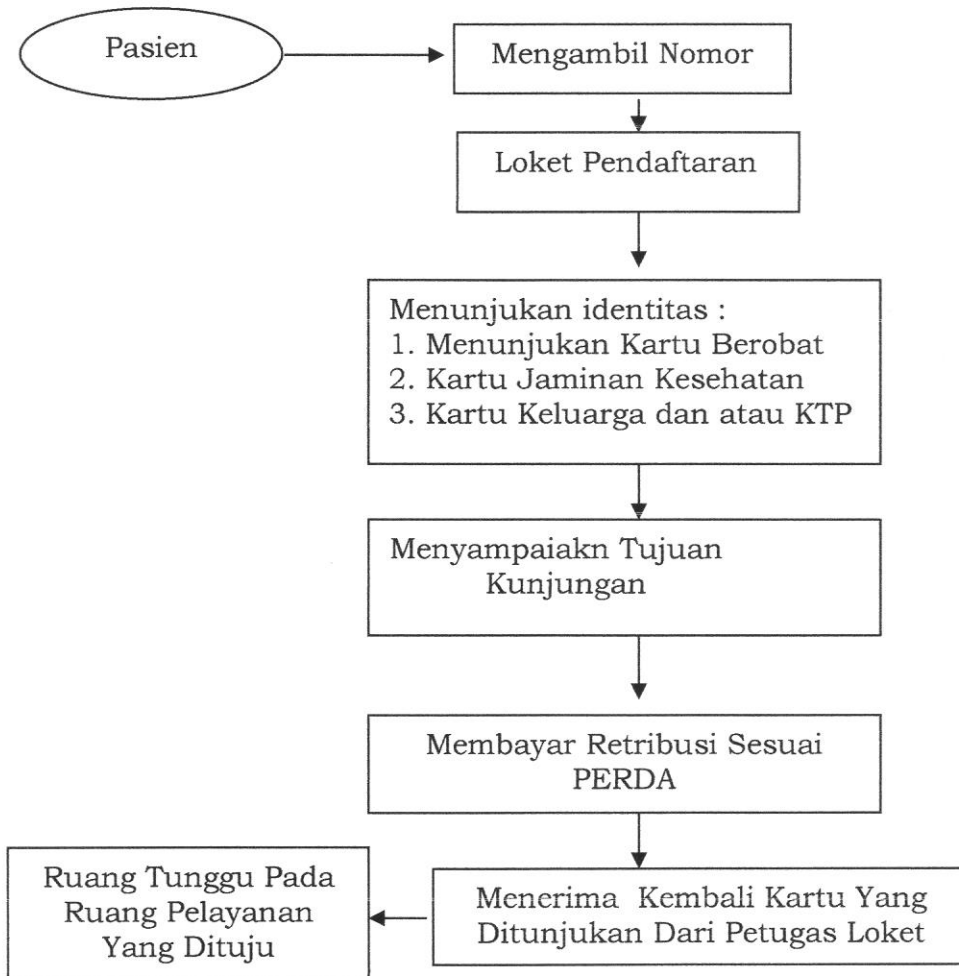 Pasien
Mengambil Nomor
Loket Pendaftaran
Menunjukan identitas :
1. Menunjukan Kartu Berobat
2. Kartu Jaminan Kesehatan
3. Kartu Keluarga dan atau KTP
Menyampaiakn Tujuan
Kunjungan
Membayar Retribusi Sesuai
PERDA
Menerima Kembali Kartu Yang
Ditunjukan Dari Petugas Loket
Ruang Tunggu Pada
Ruang Pelayanan
Yang Dituju